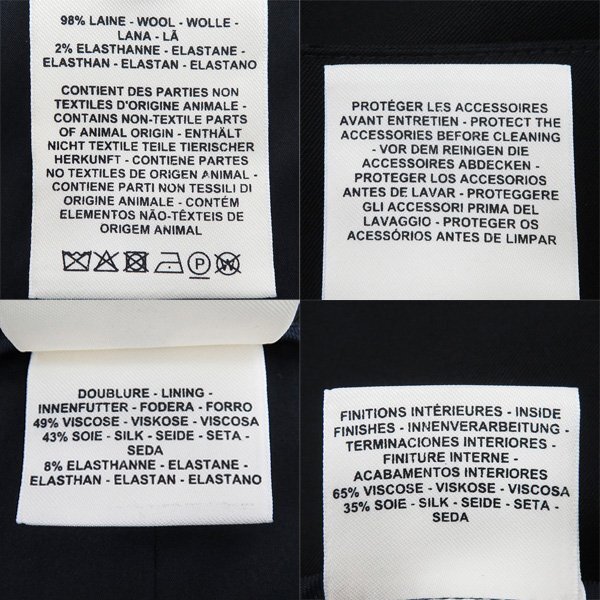 98% LAINE - WOOL - WOLLE -
LANA - LÃ
2% ELASTHANNE - ELASTANE -
ELASTHAN - ELASTAN - ELASTANO
CONTIENT DES PARTIES NON
TEXTILES D'ORIGINE ANIMALE -
CONTAINS NON-TEXTILE PARTS
OF ANIMAL ORIGIN - ENTHÄLT
NICHT TEXTILE TEILE TIERISCHER
HERKUNFT - CONTIENE PARTES
NO TEXTILES DE ORIGEN ANIMAL -
CONTIENE PARTI NON TESSILI DI
ORIGINE ANIMALE - CONTÉM
ELEMENTOS NÃO-TÊXTEIS DE
ORIGEM ANIMAL
P
W
PROTÉGER LES ACCESSOIRES
AVANT ENTRETIEN - PROTECT THE
ACCESSORIES BEFORE CLEANING
- VOR DEM REINIGEN DIE
ACCESSOIRES ABDECKEN -
PROTEGER LOS ACCESORIOS
ANTES DE LAVAR - PROTEGGERE
GLI ACCESSORI PRIMA DEL
LAVAGGIO - PROTEGER OS
ACESSÓRIOS ANTES DE LIMPAR
DOUBLURE - LINING -
INNENFUTTER - FODERA - FORRO
49% VISCOSE - VISKOSE - VISCOSA
43% SOIE - SILK - SEIDE - SETA -
SEDA
8% ELASTHANNE - ELASTANE -
ELASTHAN - ELASTAN - ELASTANO
FINITIONS INTÉRIEURES - INSIDE
FINISHES - INNENVERARBEITUNG -
TERMINACIONES INTERIORES -
FINITURE INTERNE -
ACABAMENTOS INTERIORES
65% VISCOSE - VISKOSE - VISCOSA
35% SOIE - SILK - SEIDE - SETA -
SEDA